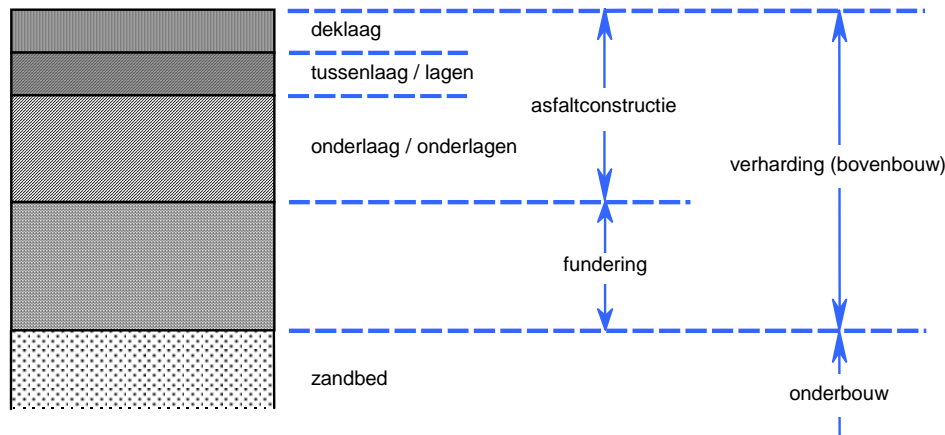 deklaag
tussenlaag / lagen
asfaltconstructie
onderlaag / onderlagen
verharding (bovenbouw)
fundering
zandbed
onderbouw